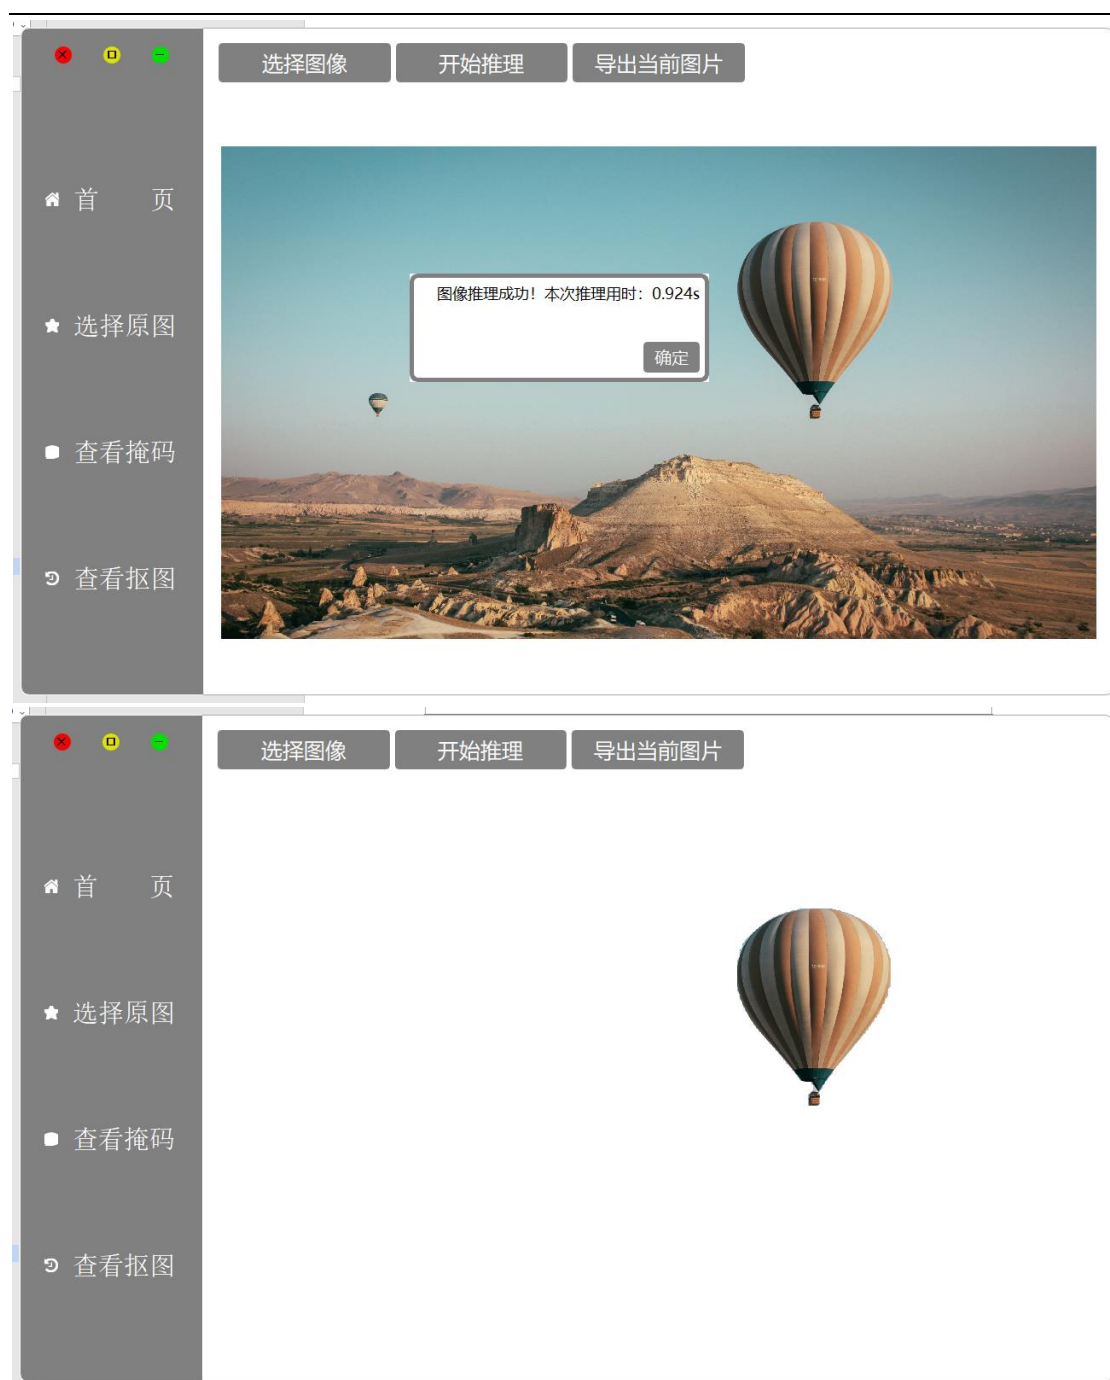 选择图像 开始推理 导出当前图片
首 页
图像推理成功！本次推理用时：0.924s
选择原图
确定
查看掩码
查看抠图
选择图像 开始推理 导出当前图片
首 页
选择原图
查看掩码
查看抠图